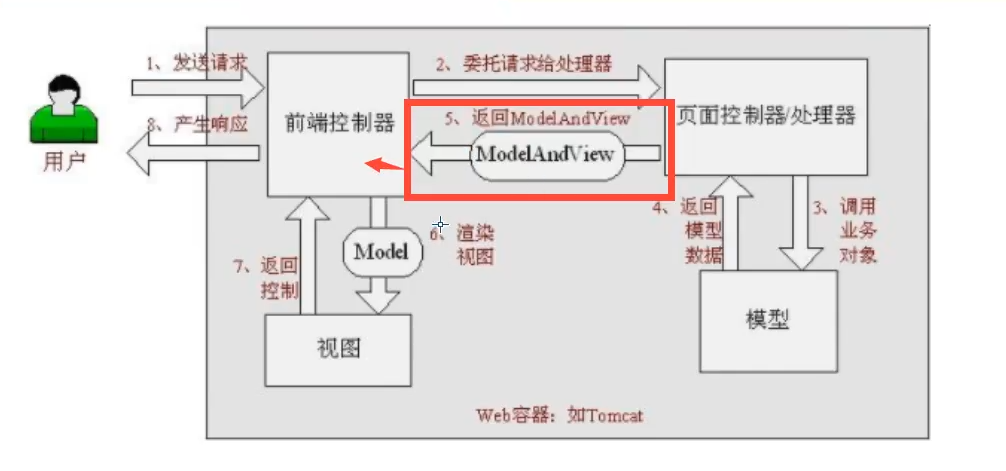 1、发送请求
2、委托请求给处理器
前端控制器
5、返回ModelAndView
ModelAndView
页面控制器/处理器
8、产生响应
用户
4、返回
模型
数据
3、调用
业务
对象
6、渲染
视图
Model
7、返回
控制
视图
模型
Web容器：如Tomcat